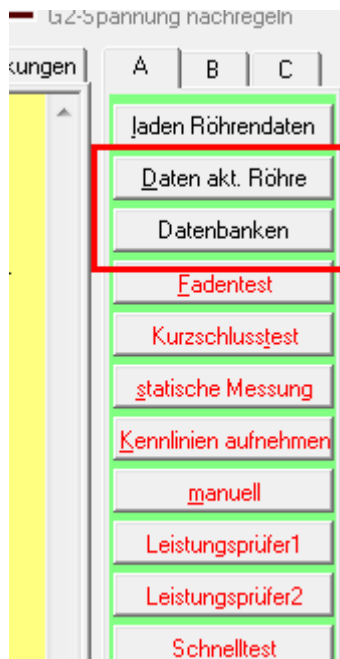 G2-Spannung nachregeln
kungen
A
B
C
laden Röhrendaten
Daten akt. Röhre
Datenbanken
Fadentest
Kurzschlusstest
statische Messung
Kennlinien aufnehmen
manuell
Leistungsprüfer1
Leistungsprüfer2
Schnelltest